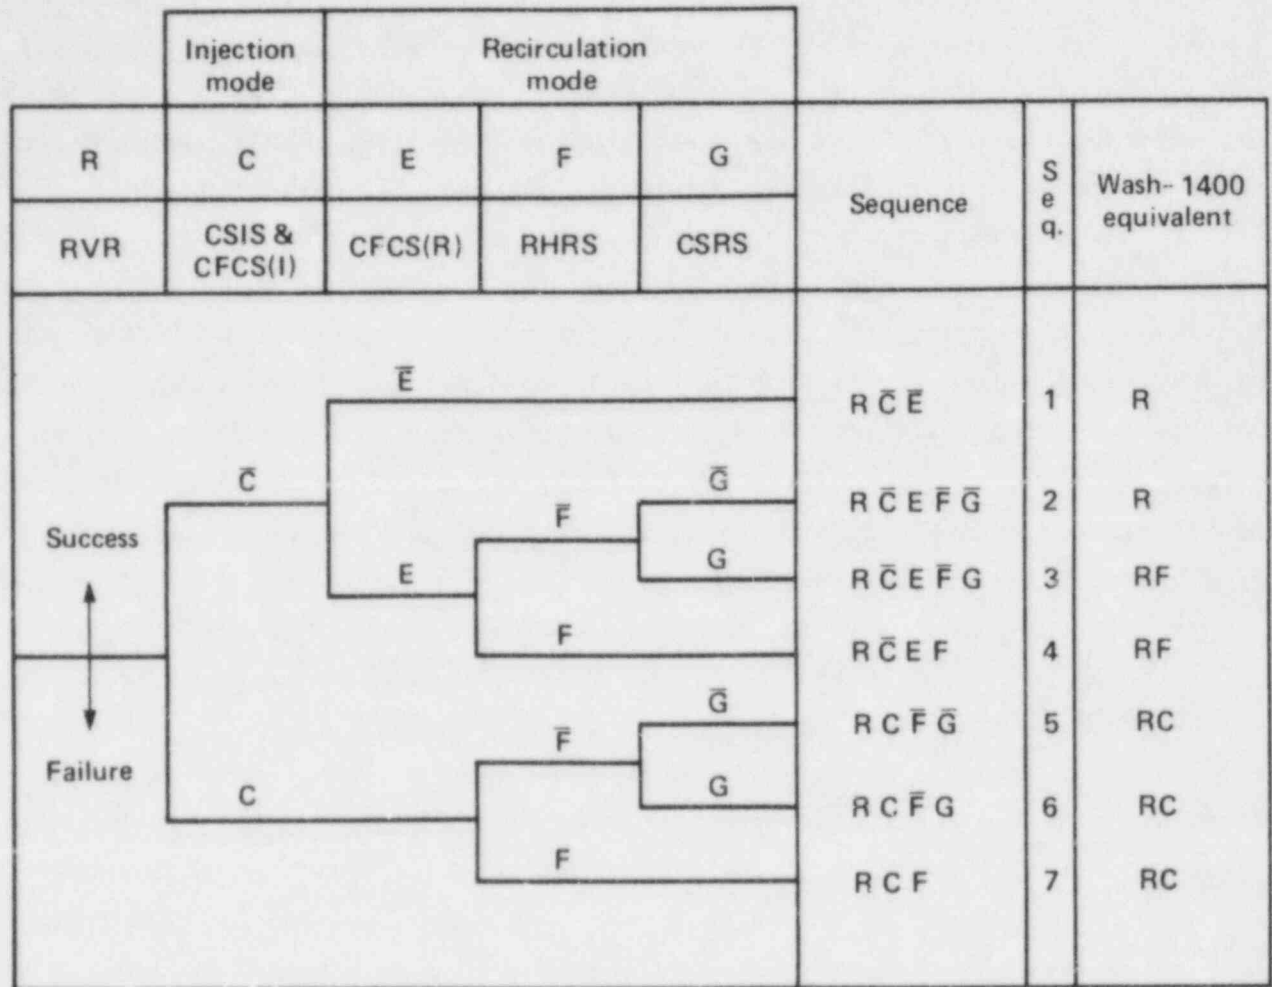 Injection
mode
Recirculation
mode
R
C
E
F
G
Sequence
S
e
q.
Wash-1400
equivalent
RVR
CSIS &
CFCS(I)
CFCS(R)
RHRS
CSRS
E̅
R C̅ E̅
1
R
C̅
G̅
F̅
R C̅ E F̅ G̅
2
R
Success
E
G
R C̅ E F̅ G
3
RF
F
R C̅ E F
4
RF
G̅
F̅
R C F̅ G̅
5
RC
Failure
C
G
R C F̅ G
6
RC
F
R C F
7
RC